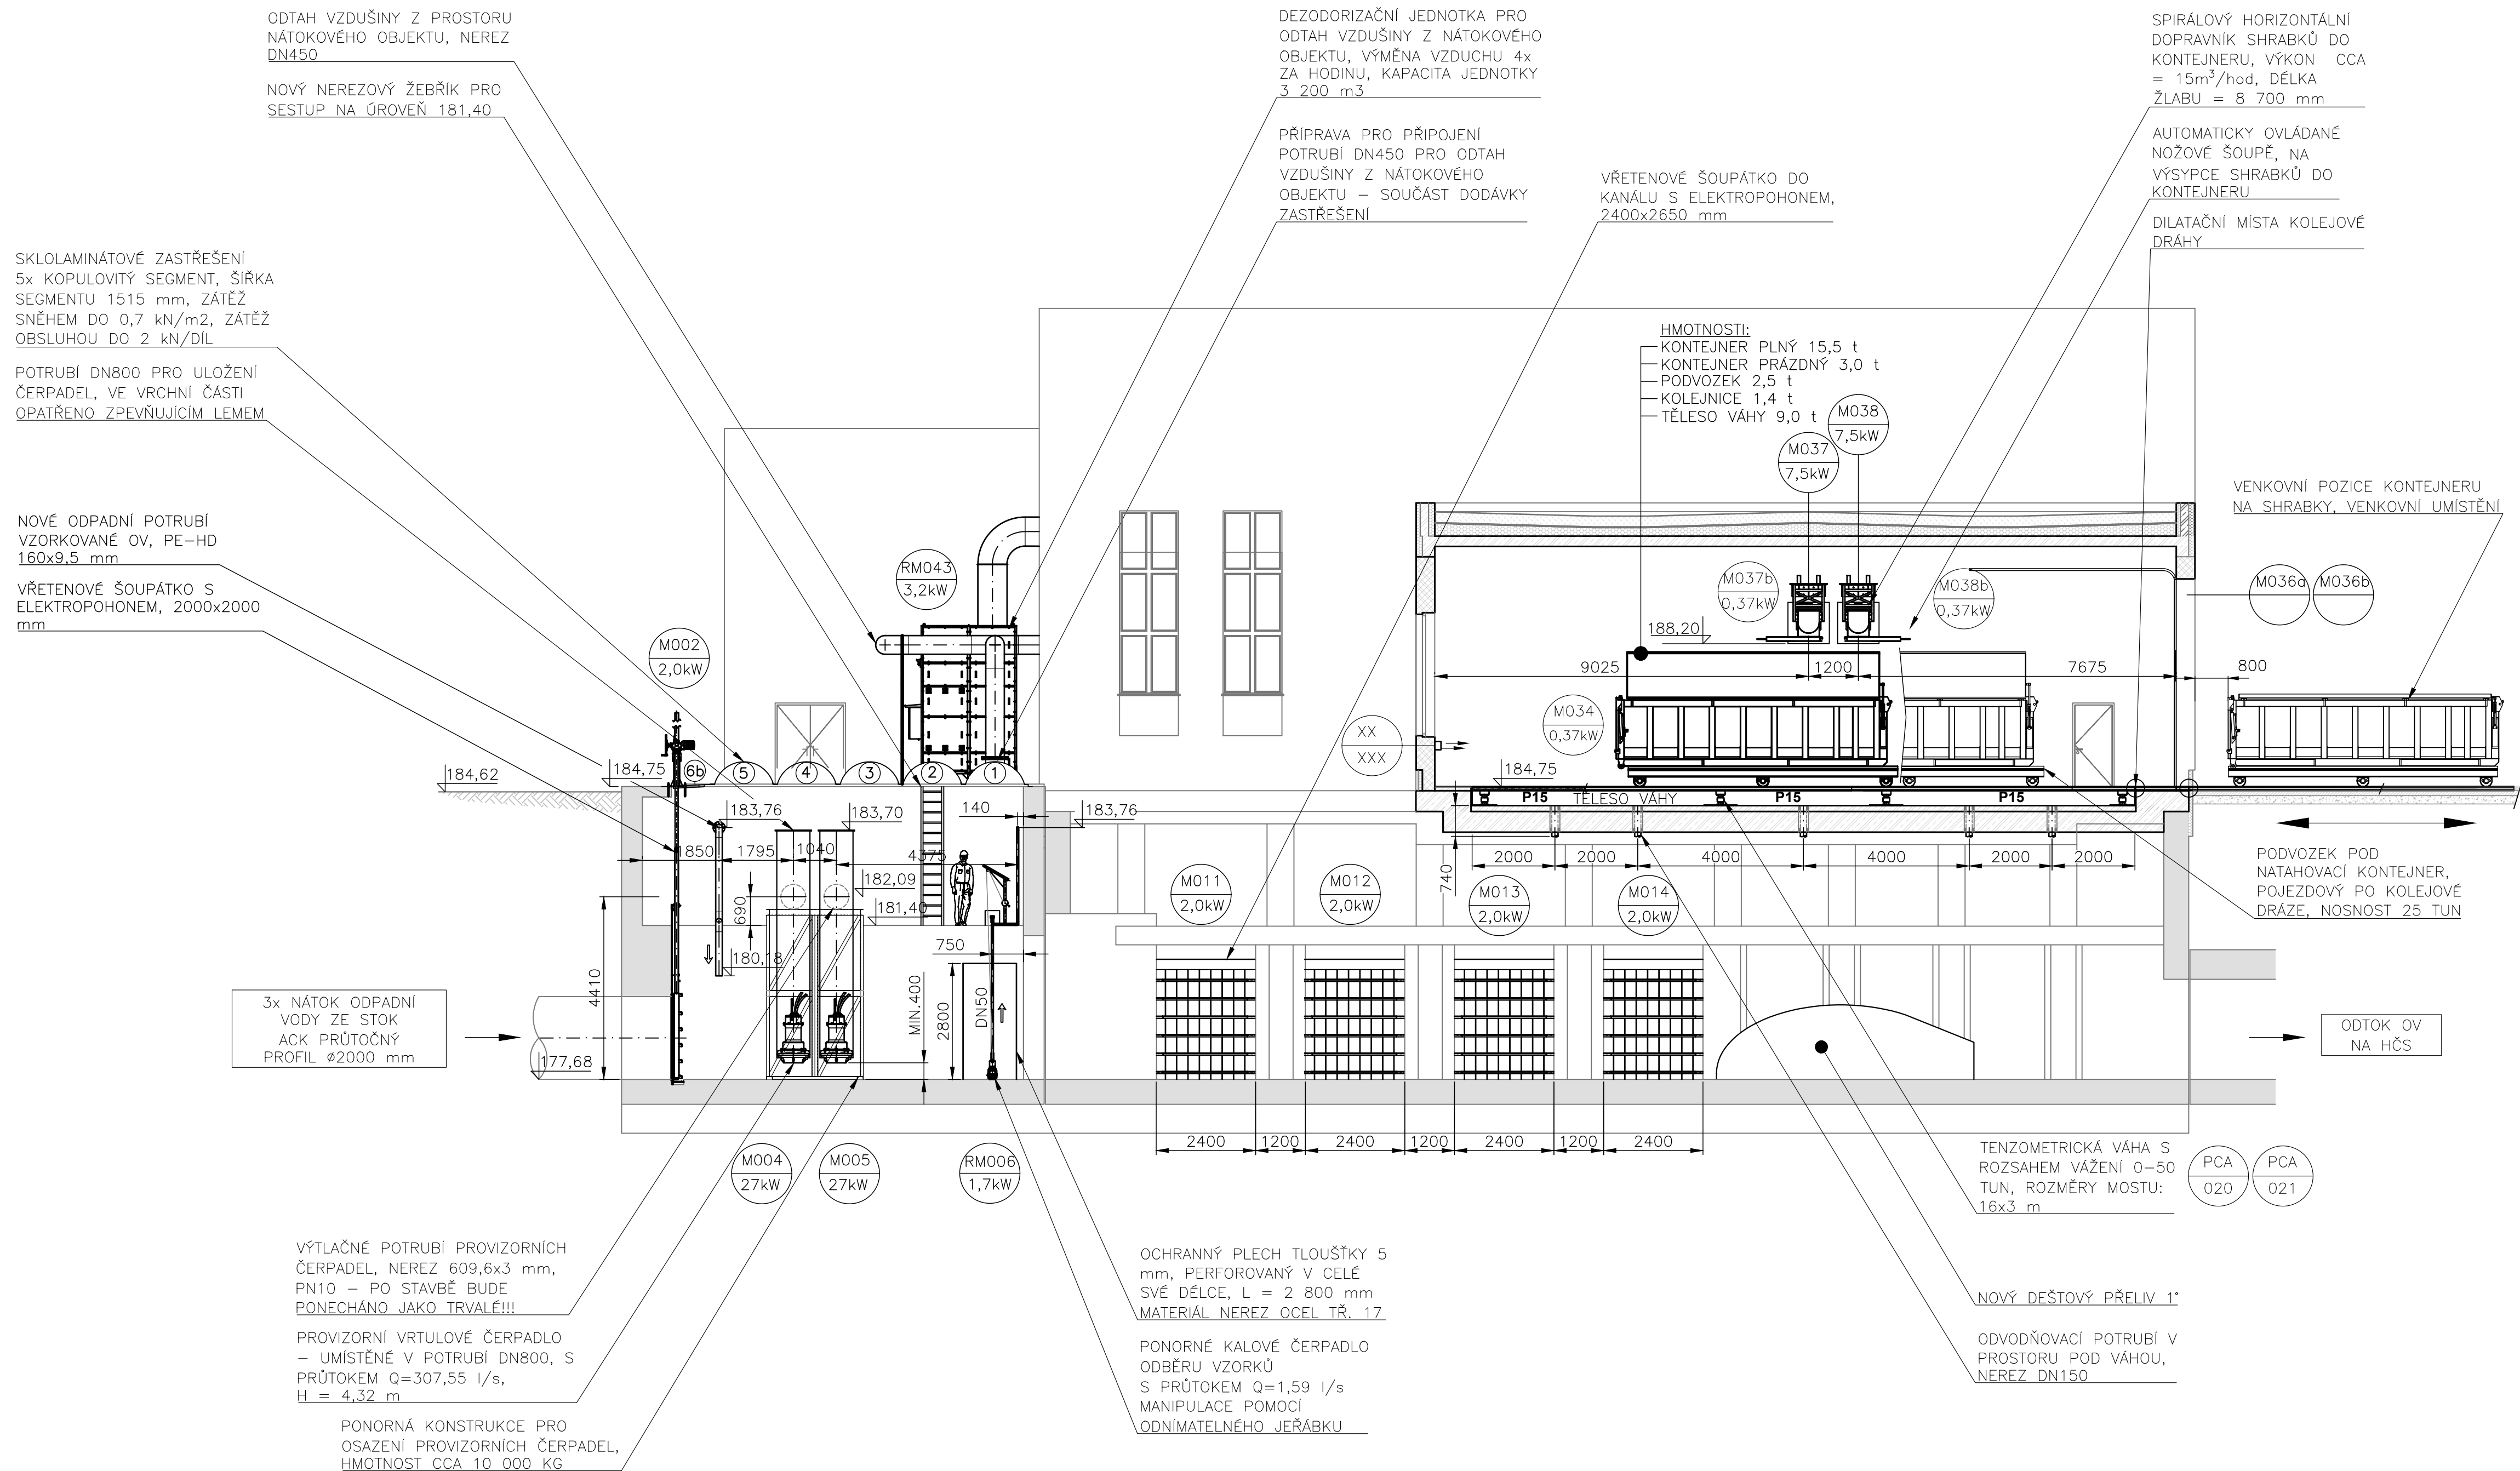 ODTAH VZDUŠINY Z PROSTORU
NÁTOKOVÉHO OBJEKTU, NEREZ
DN450
NOVÝ NEREZOVÝ ŽEBŘÍK PRO
SESTUP NA ÚROVEŇ 181,40
DEZODORIZAČNÍ JEDNOTKA PRO
ODTAH VZDUŠINY Z NÁTOKOVÉHO
OBJEKTU, VÝMĚNA VZDUCHU 4x
ZA HODINU, KAPACITA JEDNOTKY
3 200 m3
PŘÍPRAVA PRO PŘIPOJENÍ
POTRUBÍ DN450 PRO ODTAH
VZDUŠINY Z NÁTOKOVÉHO
OBJEKTU – SOUČÁST DODÁVKY
ZASTŘEŠENÍ
VŘETENOVÉ ŠOUPÁTKO DO
KANÁLU S ELEKTROPOHONEM,
2400x2650 mm
SPIRÁLOVÝ HORIZONTÁLNÍ
DOPRAVNÍK SHRABKŮ DO
KONTEJNERU, VÝKON CCA
= 15m³/hod, DÉLKA
ŽLABU = 8 700 mm
AUTOMATICKY OVLÁDANÉ
NOŽOVÉ ŠOUPĚ, NA
VÝSYPCE SHRABKŮ DO
KONTEJNERU
DILATAČNÍ MÍSTA KOLEJOVÉ
DRÁHY
SKLOLAMINÁTOVÉ ZASTŘEŠENÍ
5x KOPULOVITÝ SEGMENT, ŠÍŘKA
SEGMENTU 1515 mm, ZÁTĚŽ
SNĚHEM DO 0,7 kN/m2, ZÁTĚŽ
OBSLUHOU DO 2 kN/DÍL
POTRUBÍ DN800 PRO ULOŽENÍ
ČERPADEL, VE VRCHNÍ ČÁSTI
OPATŘENO ZPEVŇUJÍCÍM LEMEM
NOVÉ ODPADNÍ POTRUBÍ
VZORKOVANÉ OV, PE–HD
160x9,5 mm
VŘETENOVÉ ŠOUPÁTKO S
ELEKTROPOHONEM, 2000x2000
mm
HMOTNOSTI:
KONTEJNER PLNÝ 15,5 t
KONTEJNER PRÁZDNÝ 3,0 t
PODVOZEK 2,5 t
KOLEJNICE 1,4 t
TĚLESO VÁHY 9,0 t
M037
7,5kW
M038
7,5kW
VENKOVNÍ POZICE KONTEJNERU
NA SHRABKY, VENKOVNÍ UMÍSTĚNÍ
M002
2,0kW
RM043
3,2kW
M037b
0,37kW
M038b
0,37kW
M036a
M036b
188,20
9025
1200
7675
800
M034
0,37kW
XX
XXX
184,62
184,75
6b
5
4
3
2
1
184,75
P15
TĚLESO VÁHY
P15
P15
183,76
183,70
140
183,76
1850
1795
1040
4375
182,09
181,40
690
180,18
750
4410
MIN.400
2800
DN50
177,68
740
2000
2000
4000
4000
2000
2000
M011
2,0kW
M012
2,0kW
M013
2,0kW
M014
2,0kW
PODVOZEK POD
NATAHOVACÍ KONTEJNER,
POJEZDOVÝ PO KOLEJOVÉ
DRÁZE, NOSNOST 25 TUN
3x NÁTOK ODPADNÍ
VODY ZE STOK
ACK PRŮTOČNÝ
PROFIL ø2000 mm
ODTOK OV
NA HČS
2400
1200
2400
1200
2400
1200
2400
M004
27kW
M005
27kW
RM006
1,7kW
TENZOMETRICKÁ VÁHA S
ROZSAHEM VÁŽENÍ 0–50
TUN, ROZMĚRY MOSTU:
16x3 m
PCA
020
PCA
021
VÝTLAČNÉ POTRUBÍ PROVIZORNÍCH
ČERPADEL, NEREZ 609,6x3 mm,
PN10 – PO STAVBĚ BUDE
PONECHÁNO JAKO TRVALÉ!!!
PROVIZORNÍ VRTULOVÉ ČERPADLO
– UMÍSTĚNÉ V POTRUBÍ DN800, S
PRŮTOKEM Q=307,55 l/s,
H = 4,32 m
PONORNÁ KONSTRUKCE PRO
OSAZENÍ PROVIZORNÍCH ČERPADEL,
HMOTNOST CCA 10 000 KG
OCHRANNÝ PLECH TLOUŠŤKY 5
mm, PERFOROVANÝ V CELÉ
SVÉ DÉLCE, L = 2 800 mm
MATERIÁL NEREZ OCEL TŘ. 17
PONORNÉ KALOVÉ ČERPADLO
ODBĚRU VZORKŮ
S PRŮTOKEM Q=1,59 l/s
MANIPULACE POMOCÍ
ODNÍMATELNÉHO JEŘÁBKU
NOVÝ DEŠTOVÝ PŘELIV 1°
ODVODŇOVACÍ POTRUBÍ V
PROSTORU POD VÁHOU,
NEREZ DN150